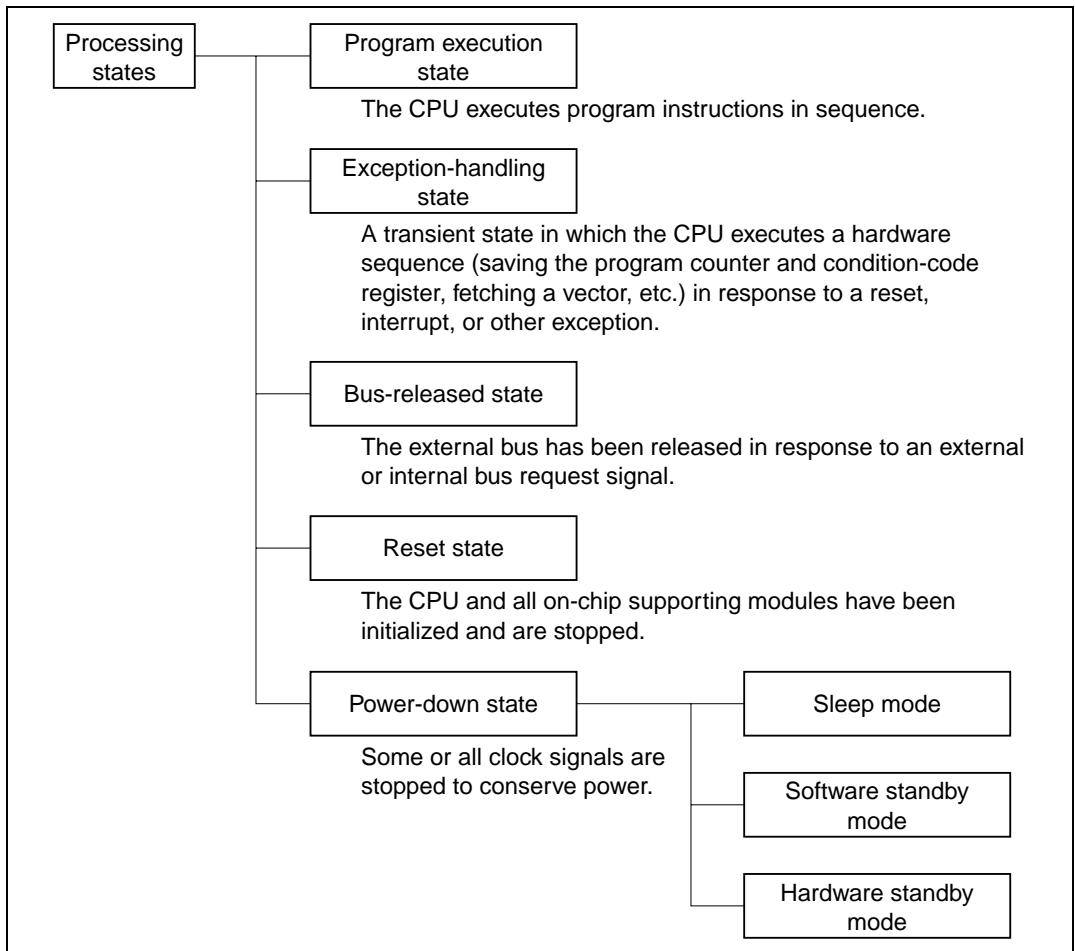 Processing
states
Program execution
state
The CPU executes program instructions in sequence.
Exception-handling
state
A transient state in which the CPU executes a hardware
sequence (saving the program counter and condition-code
register, fetching a vector, etc.) in response to a reset,
interrupt, or other exception.
Bus-released state
The external bus has been released in response to an external
or internal bus request signal.
Reset state
The CPU and all on-chip supporting modules have been
initialized and are stopped.
Power-down state
Some or all clock signals are
stopped to conserve power.
Sleep mode
Software standby
mode
Hardware standby
mode